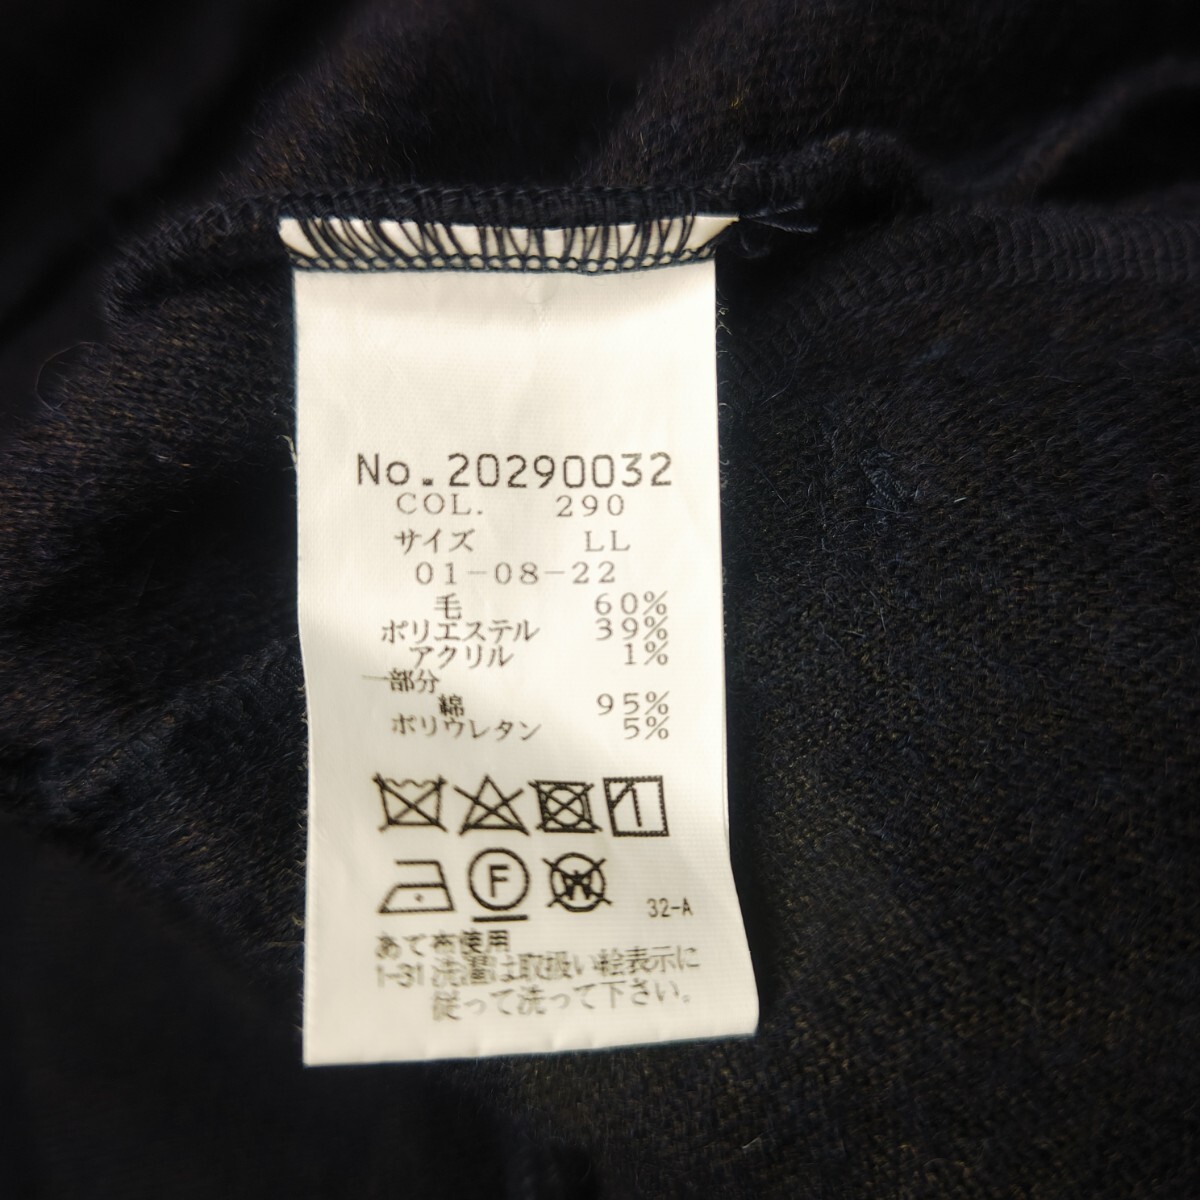 No.20290032
COL. 290
サイズ LL
01-08-22
毛 60%
ポリエステル 39%
アクリル 1%
一部分
綿 95%
ポリウレタン 5%
F
W
32-A
あて布使用
1-31 洗濯は取扱い絵表示に
従って洗って下さい。